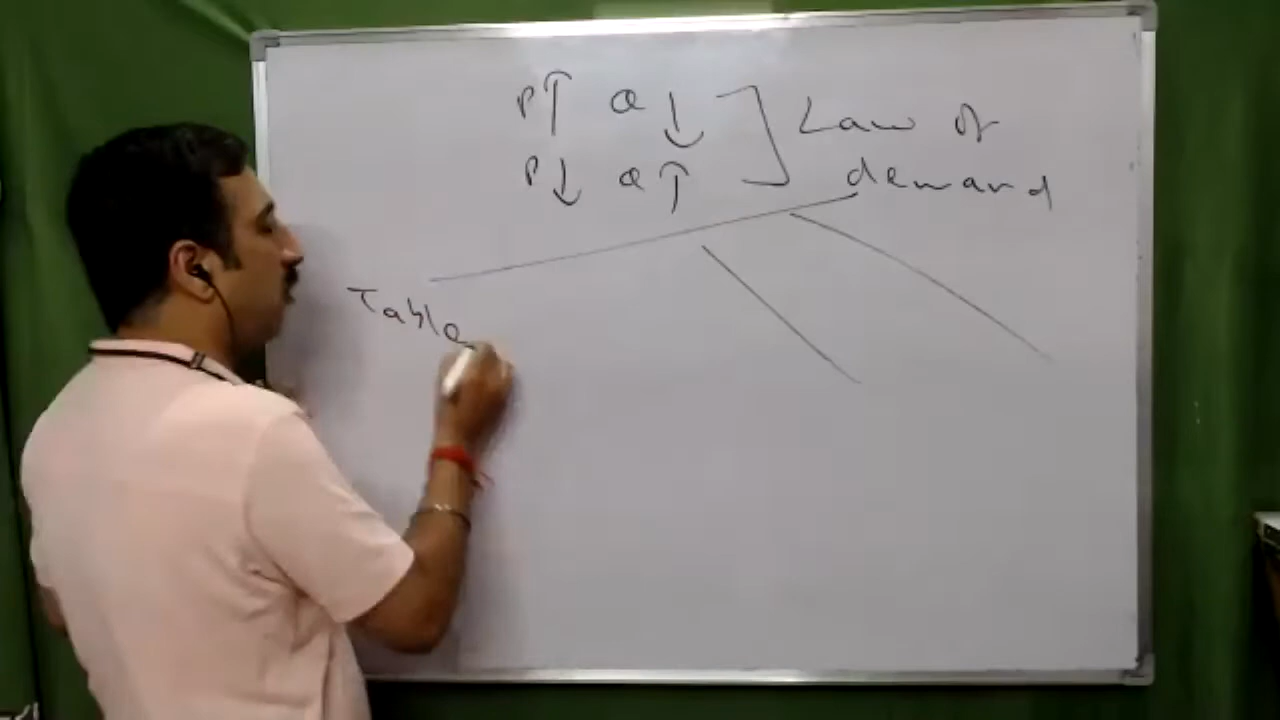 P↑ Q↓ ] Law of
P↓ Q↑ demand
Table